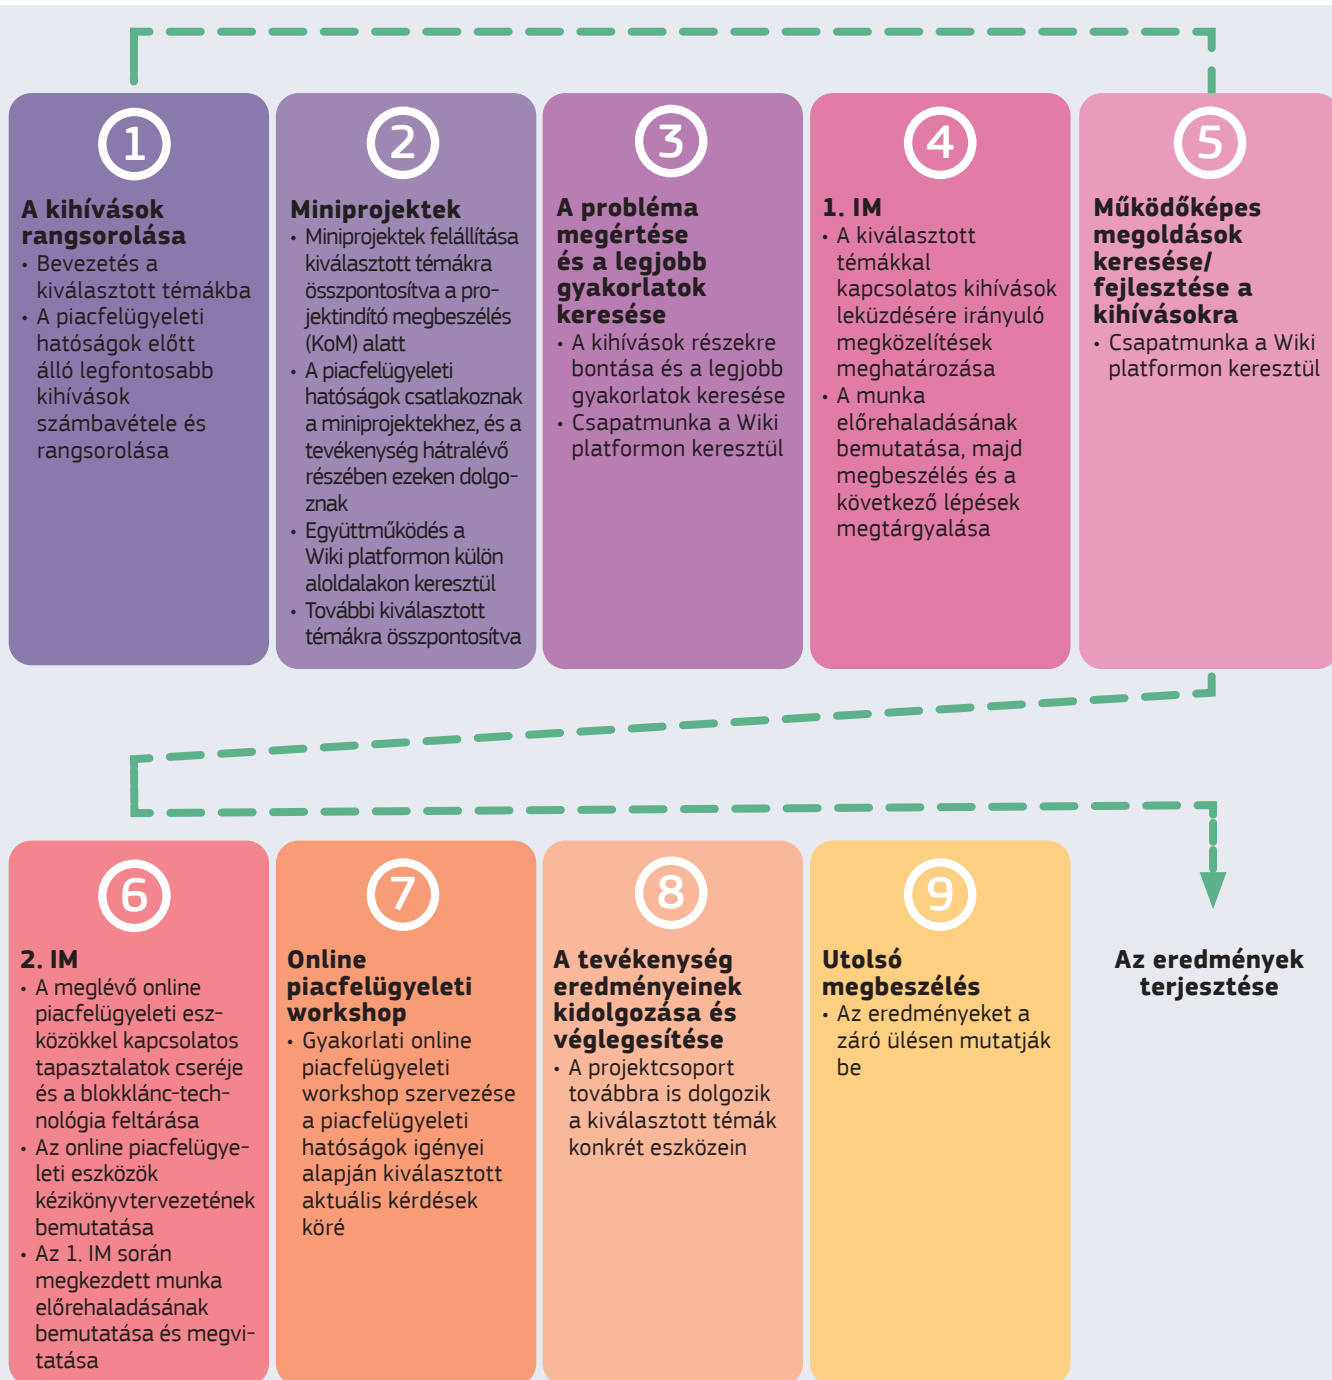 1
A kihívások
rangsorolása
• Bevezetés a
kiválasztott témákba
• A piacfelügyeleti
hatóságok előtt
álló legfontosabb
kihívások
számbavétele és
rangsorolása
2
Miniprojektek
• Miniprojektek felállítása
kiválasztott témákra
összpontosítva a pro-
jektindító megbeszélés
(KoM) alatt
• A piacfelügyeleti
hatóságok csatlakoznak
a miniprojektekhez, és a
tevékenység hátralévő
részében ezeken dolgo-
znak
• Együttműködés a
Wiki platformon külön
aloldalakon keresztül
• További kiválasztott
témákra összpontosítva
3
A probléma
megértése
és a legjobb
gyakorlatok
keresése
• A kihívások részekre
bontása és a legjobb
gyakorlatok keresése
• Csapatmunka a Wiki
platformon keresztül
4
1. IM
• A kiválasztott
témákkal
kapcsolatos kihívások
leküzdésére irányuló
megközelítések
meghatározása
• A munka
előrehaladásának
bemutatása, majd
megbeszélés és a
következő lépések
megtárgyalása
5
Működőképes
megoldások
keresése/
fejlesztése a
kihívásokra
• Csapatmunka a Wiki
platformon keresztül
6
2. IM
• A meglévő online
piacfelügyeleti esz-
közökkel kapcsolatos
tapasztalatok cseréje
és a blokklánc-tech-
nológia feltárása
• Az online piacfelügye-
leti eszközök
kézikönyvtervezetének
bemutatása
• Az 1. IM során
megkezdett munka
előrehaladásának
bemutatása és megvi-
tatása
7
Online
piacfelügyeleti
workshop
• Gyakorlati online
piacfelügyeleti
workshop szervezése
a piacfelügyeleti
hatóságok igényei
alapján kiválasztott
aktuális kérdések
köré
8
A tevékenység
eredményeinek
kidolgozása és
véglegesítése
• A projektcsoport
továbbra is dolgozik
a kiválasztott témák
konkrét eszközein
9
Utolsó
megbeszélés
• Az eredményeket a
záró ülésen mutatják
be
Az eredmények
terjesztése